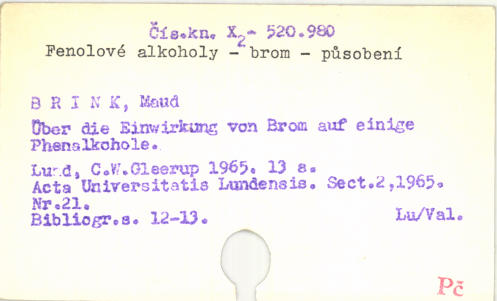 Čís.kn. X2- 520.980
Fenolové alkoholy - brom - působení
B R I N K, Maud
Über die Einwirkung von Brom auf einige
Phenalkohole.
Lund, C.W.Gleerup 1965. 13 s.
Acta Universitatis Lundensis. Sect.2,1965.
Nr.21.
Bibliogr.s. 12-13.
Lu/Val.
Pč